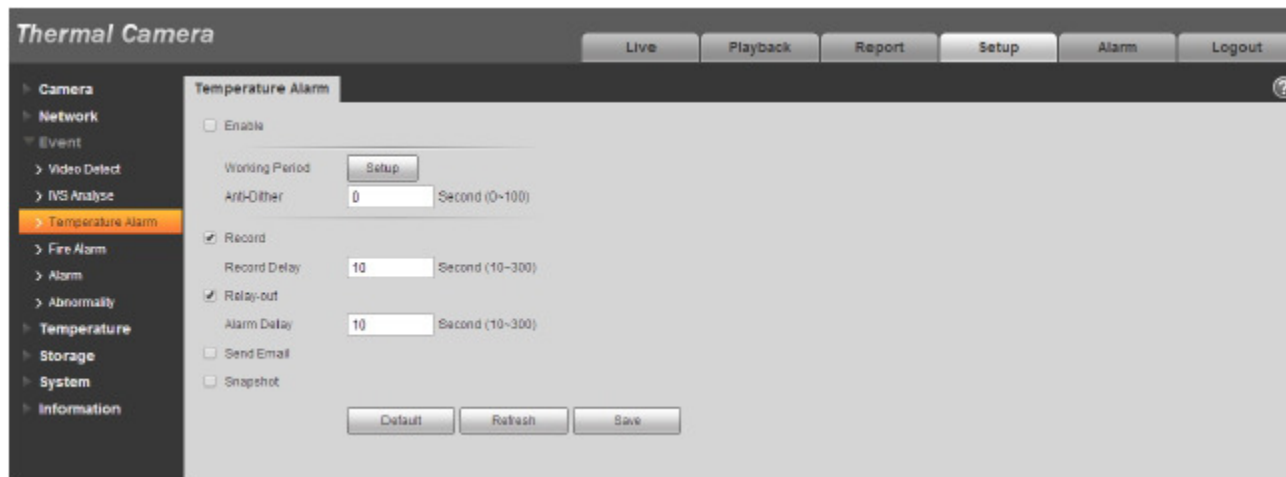 Thermal Camera
Live Playback Report Setup Alarm Logout
Camera
Network
Event
Video Detect
IVS Analyse
Temperature Alarm
Fire Alarm
Alarm
Abnormality
Temperature
Storage
System
Information
Temperature Alarm
?
Enable
Working Period Setup
Anti-Dither 0 Second (0~100)
Record
Record Delay 10 Second (10~300)
Relay-out
Alarm Delay 10 Second (10~300)
Send Email
Snapshot
Default Refresh Save